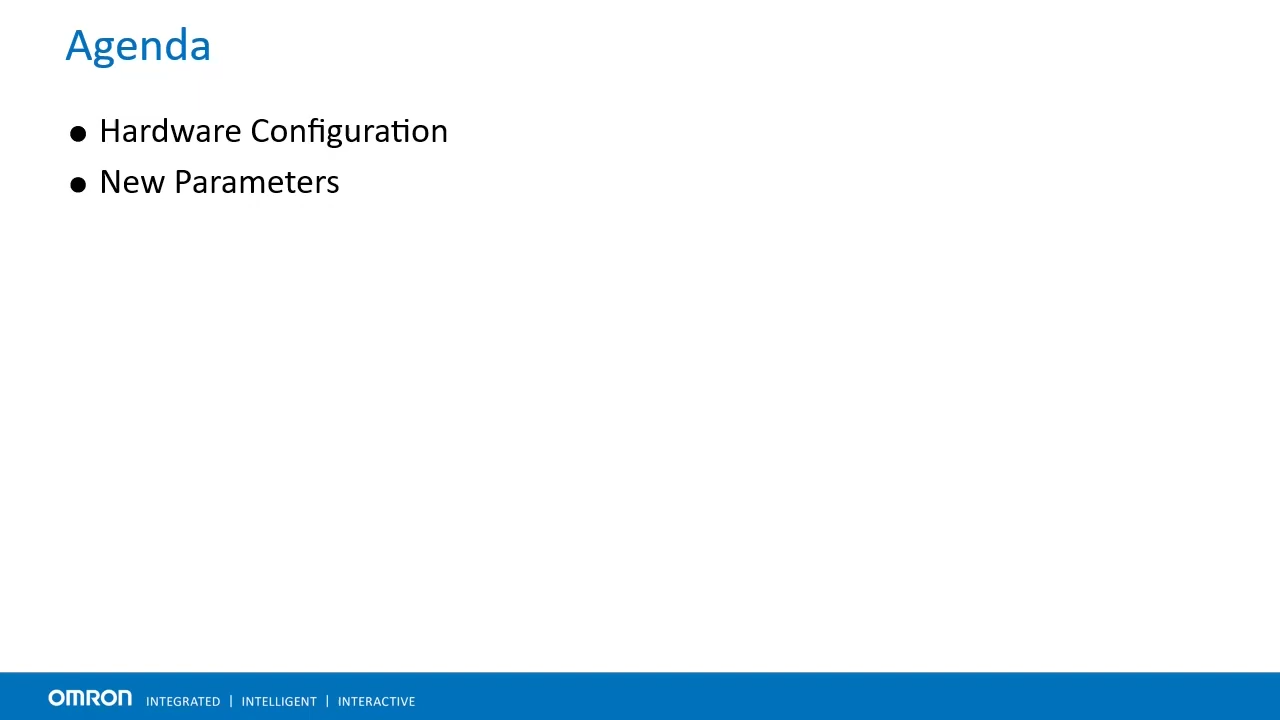 Agenda
● Hardware Configuration
● New Parameters
OMRON INTEGRATED | INTELLIGENT | INTERACTIVE